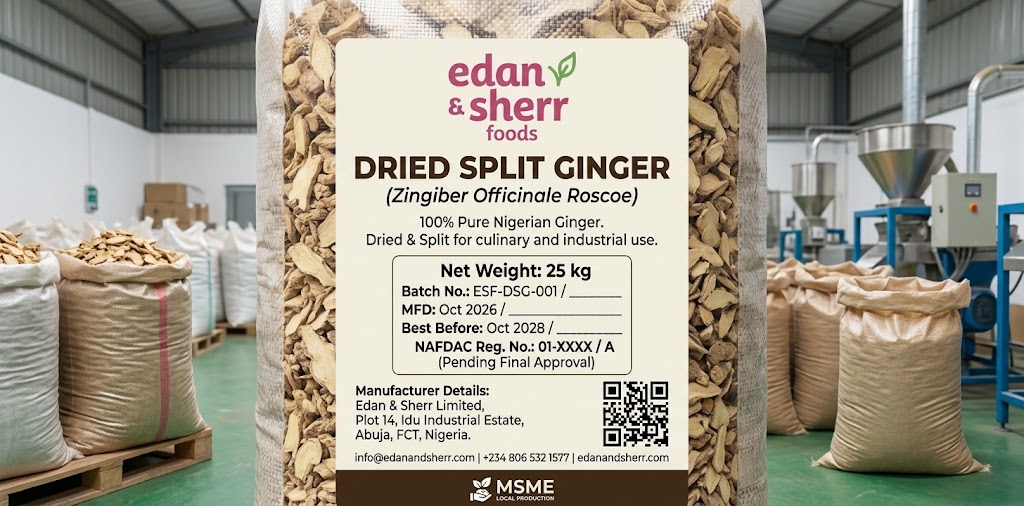 edan
& sherr
foods
DRIED SPLIT GINGER
(Zingiber Officinale Roscoe)
100% Pure Nigerian Ginger.
Dried & Split for culinary and industrial use.
Net Weight: 25 kg
Batch No.: ESF-DSG-001 / ________
MFD: Oct 2026 / _________________
Best Before: Oct 2028 / __________
NAFDAC Reg. No.: 01-XXXX / A
(Pending Final Approval)
Manufacturer Details:
Edan & Sherr Limited,
Plot 14, Idu Industrial Estate,
Abuja, FCT, Nigeria.
info@edanandsherr.com | +234 806 532 1577 | edanandsherr.com
MSME
LOCAL PRODUCTION